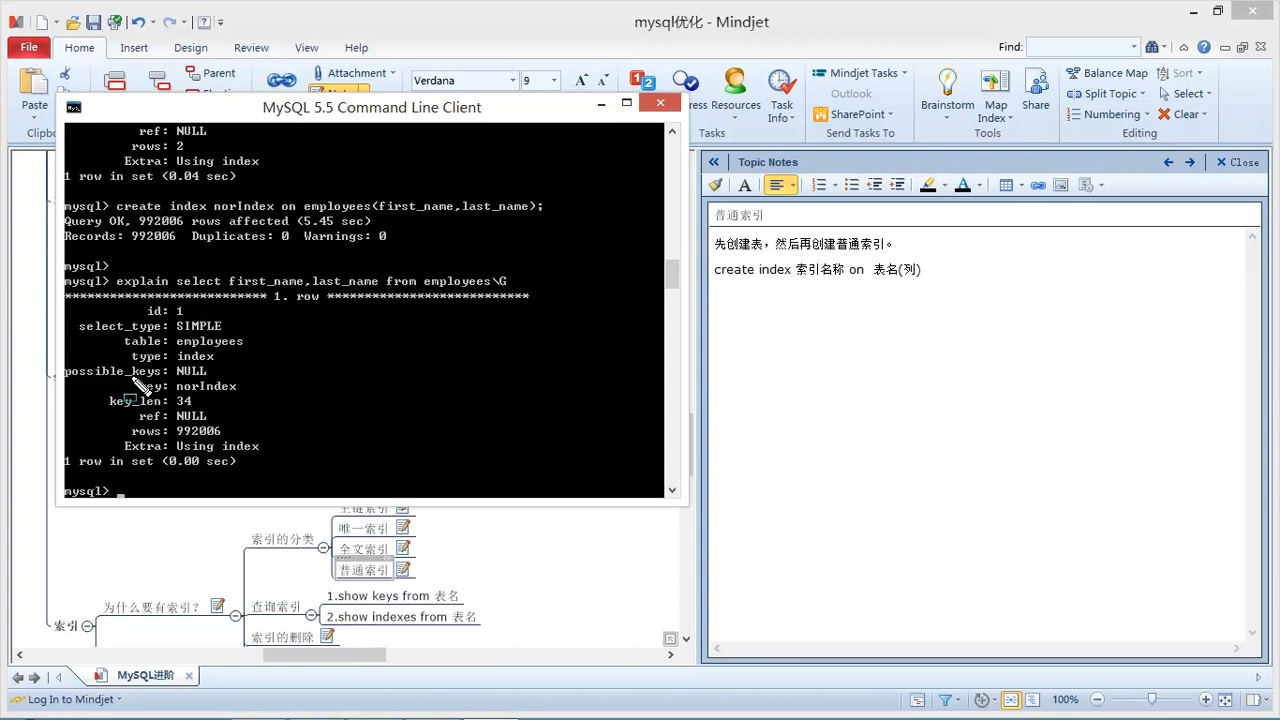 mysql优化 - Mindjet
File
Home
Insert
Design
Review
View
Help
Find:
Paste
Parent
Attachment
Verdana
9
Mindjet Tasks
Outlook
SharePoint
Resources
Task
Info
Brainstorm
Map
Index
Share
Balance Map
Split Topic
Numbering
Sort
Select
Clear
Tasks
Send Tasks To
Tools
Editing
MySQL 5.5 Command Line Client
ref: NULL
rows: 2
Extra: Using index
1 row in set (0.04 sec)
mysql> create index norIndex on employees(first_name,last_name);
Query OK, 992006 rows affected (5.45 sec)
Records: 992006 Duplicates: 0 Warnings: 0
mysql>
mysql> explain select first_name,last_name from employees\G
*************************** 1. row ***************************
id: 1
select_type: SIMPLE
table: employees
type: index
possible_keys: NULL
key: norIndex
key_len: 34
ref: NULL
rows: 992006
Extra: Using index
1 row in set (0.00 sec)
mysql>
Topic Notes
Close
普通索引
先创建表，然后再创建普通索引。
create index 索引名称 on 表名(列)
主键索引
索引的分类
唯一索引
全文索引
普通索引
为什么要有索引？
查询索引
1.show keys from 表名
2.show indexes from 表名
索引
索引的删除
MySQL进阶
Log In to Mindjet
100%